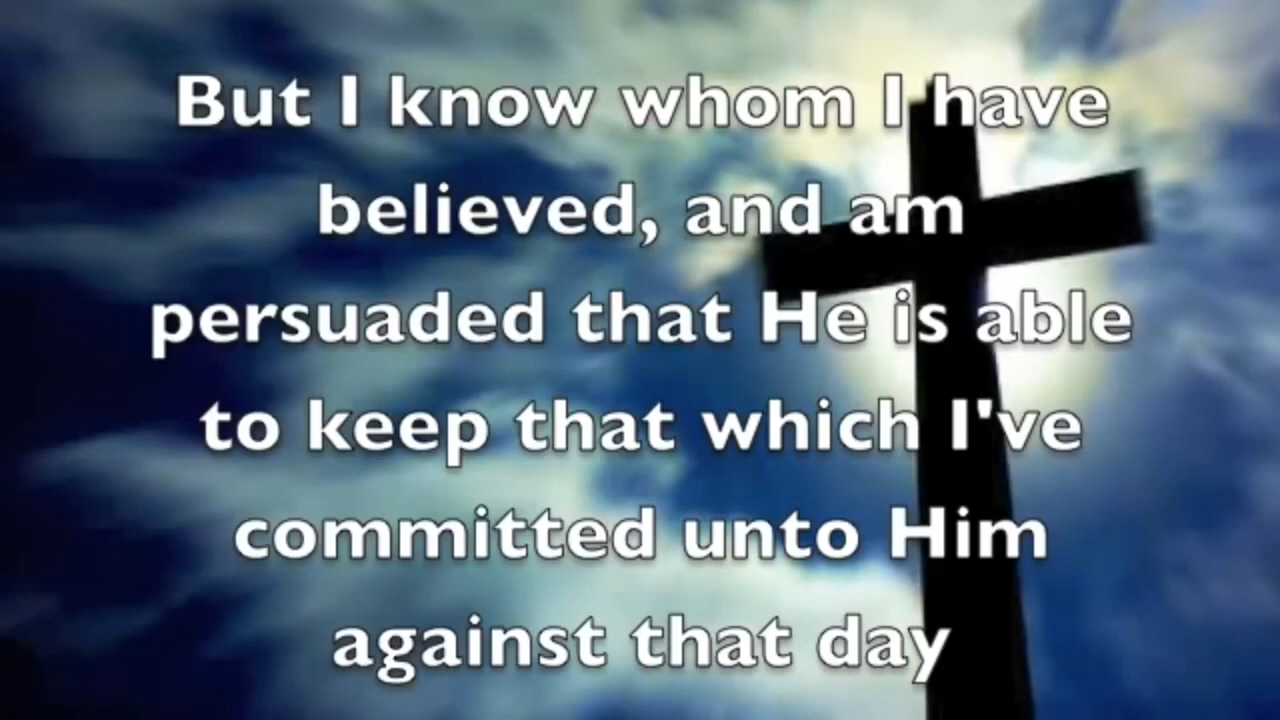 But I know whom I have
believed, and am
persuaded that He is able
to keep that which I've
committed unto Him
against that day